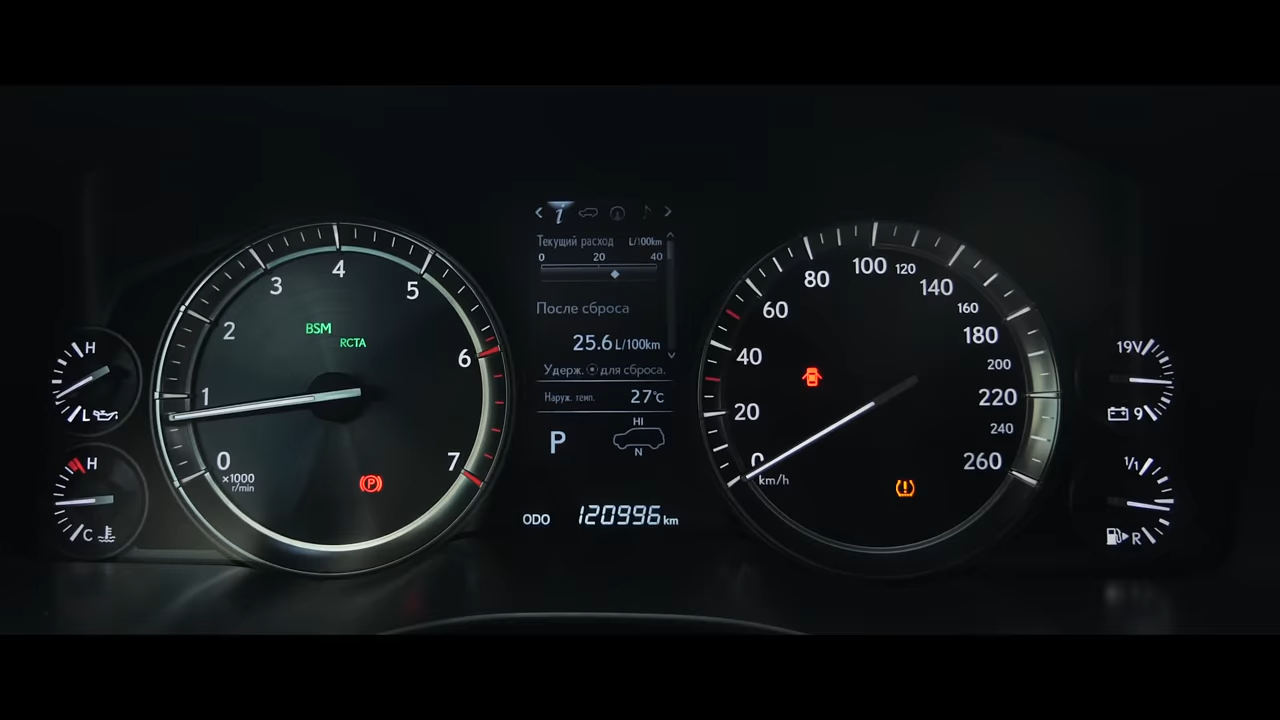 H
L
H
C
0
1
2
3
4
5
6
7
×1000
r/min
BSM
RCTA
P
i
Текущий расход L/100km
0 20 40
После сброса
25.6 L/100km
Удерж. для сброса.
Наруж. темп. 27°C
P
HI
N
ODO 120996 km
0
20
40
60
80
100
120
140
160
180
200
220
240
260
km/h
19V
9
1/1
R